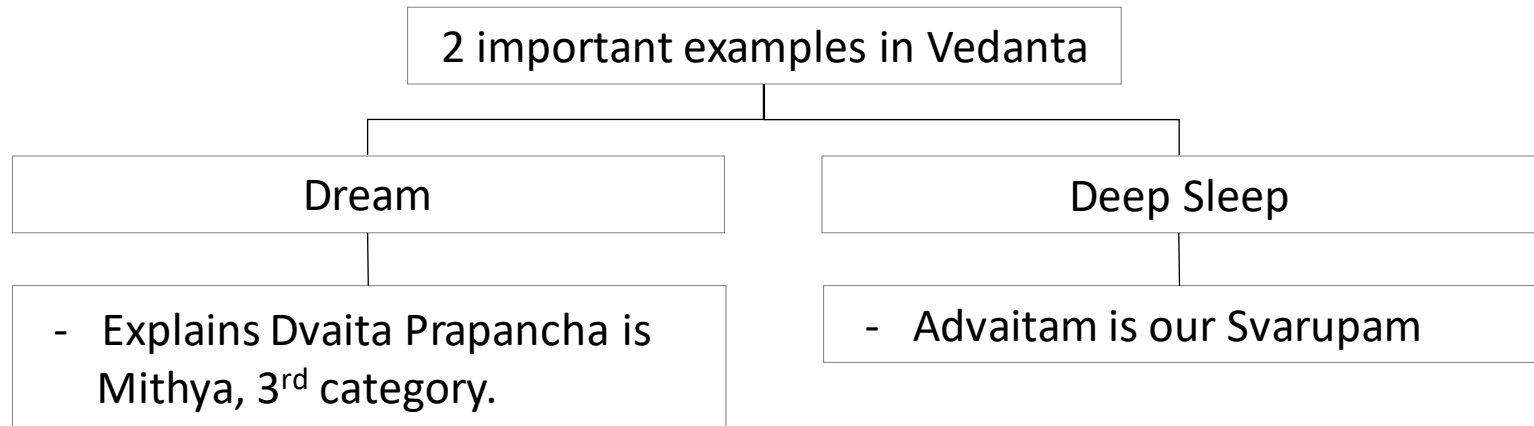 2 important examples in Vedanta
Dream
Deep Sleep
- Explains Dvaita Prapancha is
Mithya, 3rd category.
- Advaitam is our Svarupam